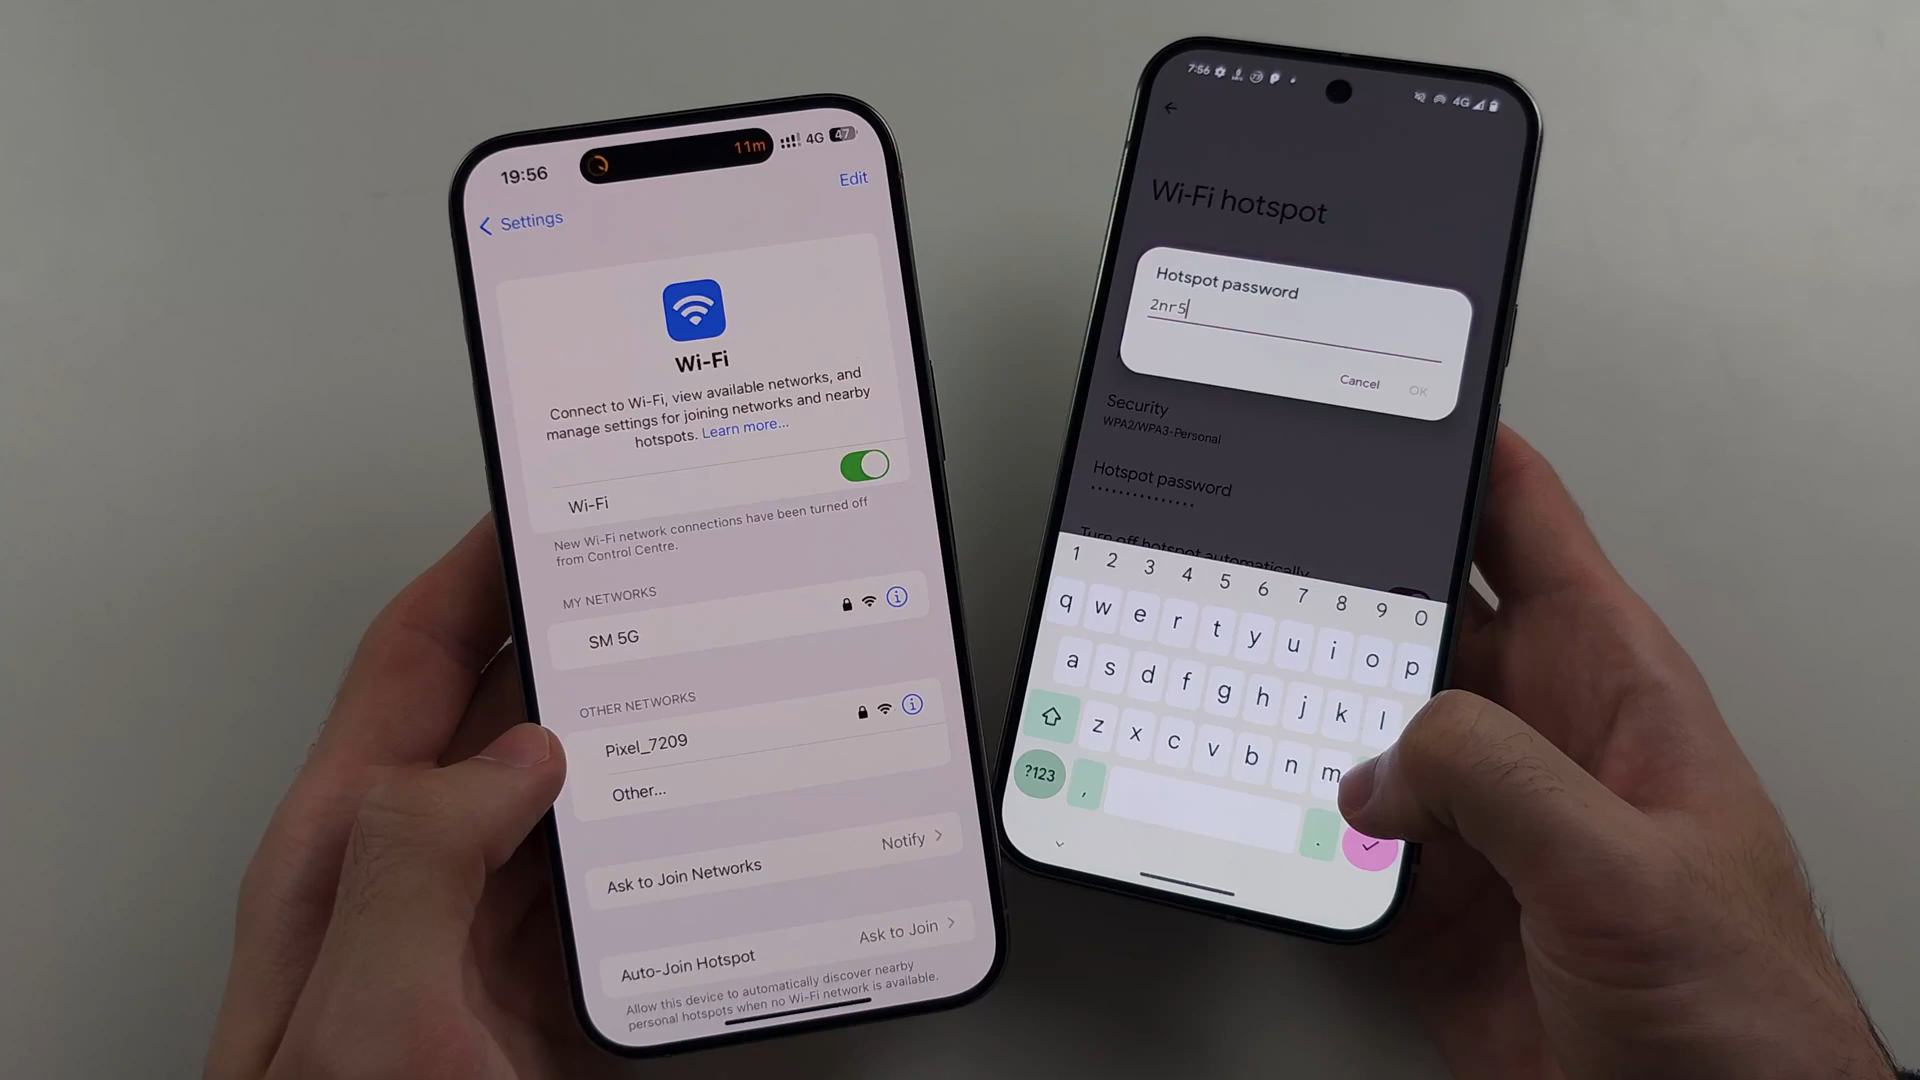 19:56
11m
4G 47
Settings
Edit
Wi-Fi
Connect to Wi-Fi, view available networks, and
manage settings for joining networks and nearby
hotspots. Learn more...
Wi-Fi
New Wi-Fi network connections have been turned off
from Control Centre.
MY NETWORKS
SM 5G
OTHER NETWORKS
Pixel_7209
Other...
Ask to Join Networks Notify
Auto-Join Hotspot Ask to Join
Allow this device to automatically discover nearby
personal hotspots when no Wi-Fi network is available.
7:56
4G
Wi-Fi hotspot
Hotspot password
2nr5
Cancel OK
Security
WPA2/WPA3-Personal
Hotspot password
Turn off hotspot automatically
1 2 3 4 5 6 7 8 9 0
q w e r t y u i o p
a s d f g h j k l
z x c v b n m
?123 , .